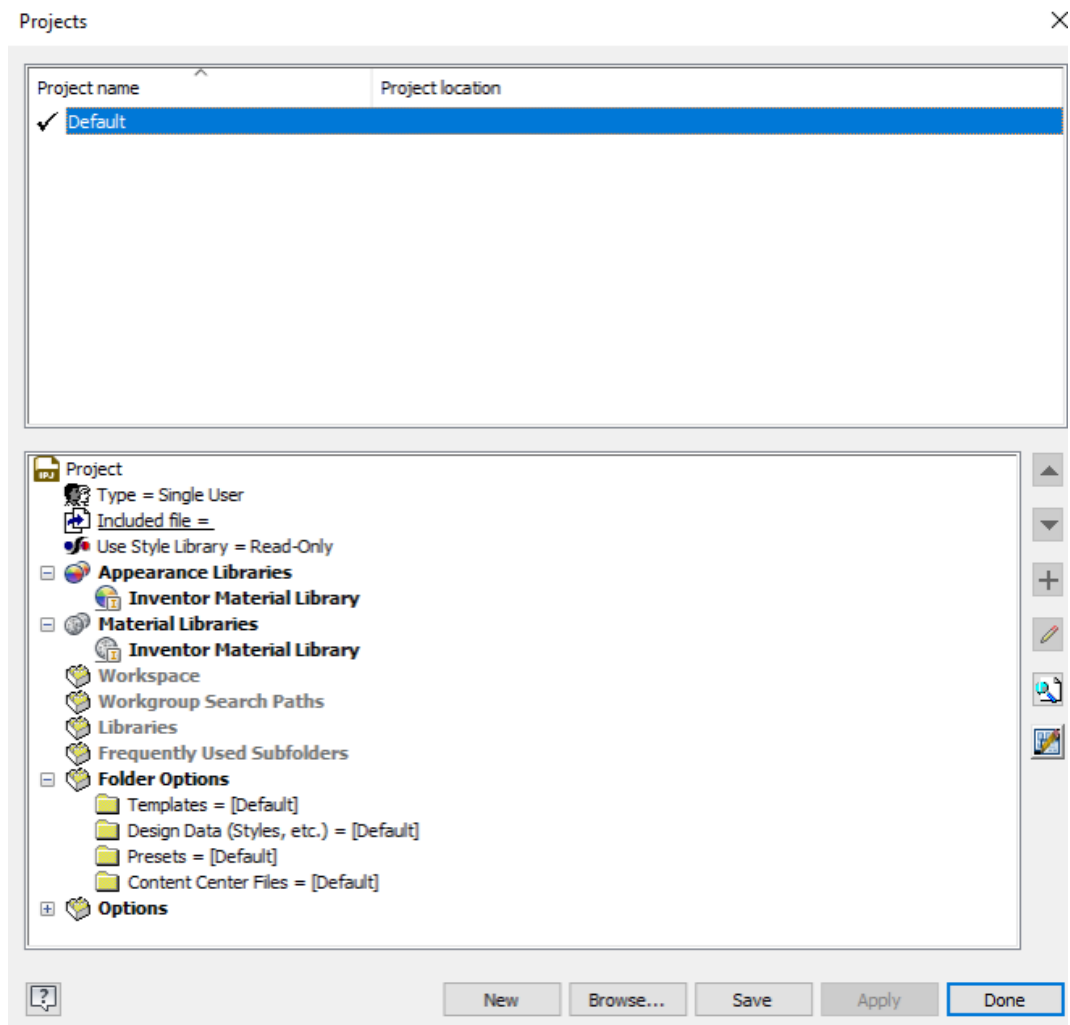 Projects
Project name Project location
Default
IPJ Project
Type = Single User
Included file =
Use Style Library = Read-Only
Appearance Libraries
Inventor Material Library
Material Libraries
Inventor Material Library
Workspace
Workgroup Search Paths
Libraries
Frequently Used Subfolders
Folder Options
Templates = [Default]
Design Data (Styles, etc.) = [Default]
Presets = [Default]
Content Center Files = [Default]
Options
? New Browse... Save Apply Done